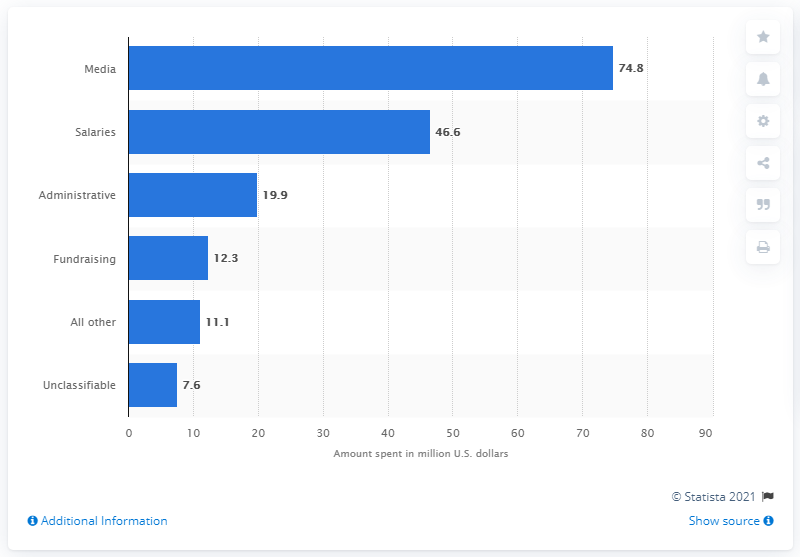 Media 74.8
Salaries 46.6
Administrative 19.9
Fundraising 12.3
All other 11.1
Unclassifiable 7.6
0 10 20 30 40 50 60 70 80 90
Amount spent in million U.S. dollars
© Statista 2021
Additional Information Show source